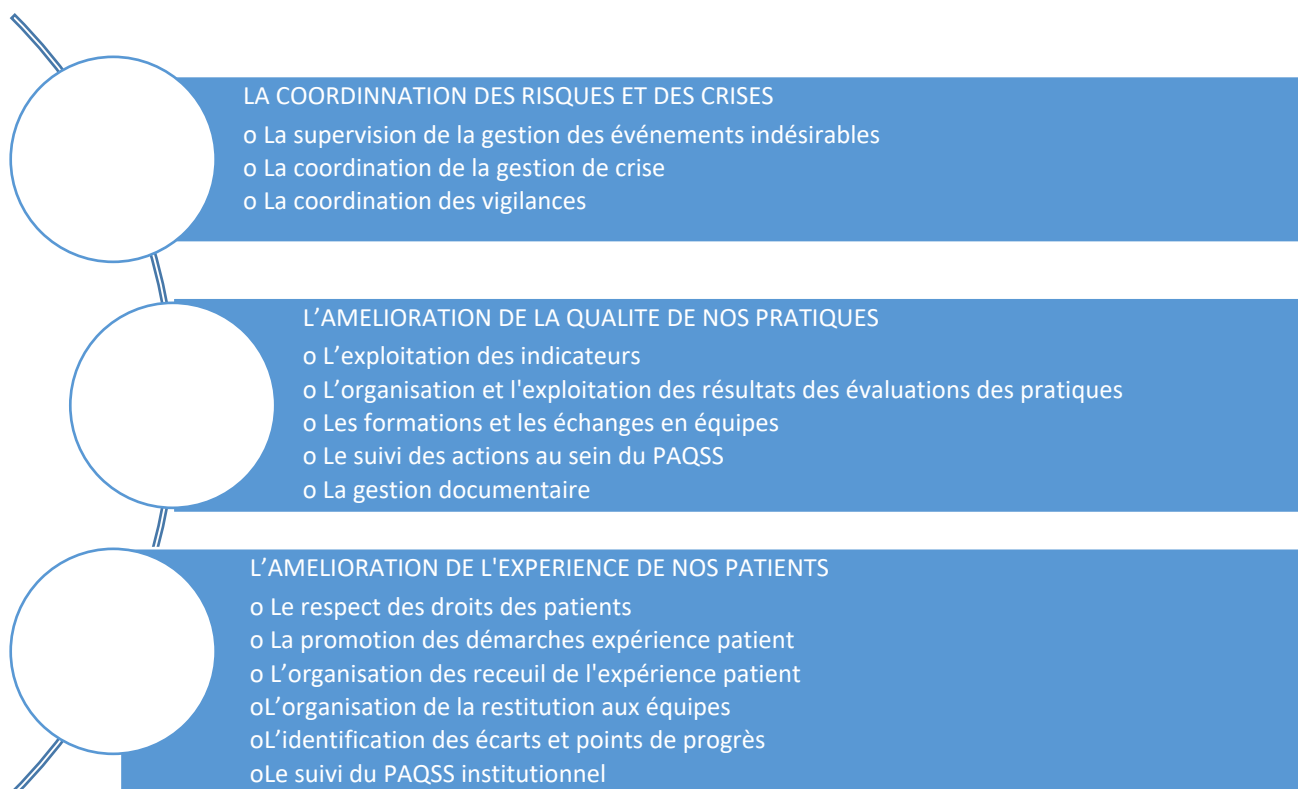 LA COORDINNATION DES RISQUES ET DES CRISES
o La supervision de la gestion des événements indésirables
o La coordination de la gestion de crise
o La coordination des vigilances
L’AMELIORATION DE LA QUALITE DE NOS PRATIQUES
o L’exploitation des indicateurs
o L’organisation et l'exploitation des résultats des évaluations des pratiques
o Les formations et les échanges en équipes
o Le suivi des actions au sein du PAQSS
o La gestion documentaire
L’AMELIORATION DE L'EXPERIENCE DE NOS PATIENTS
o Le respect des droits des patients
o La promotion des démarches expérience patient
o L’organisation des receuil de l'expérience patient
oL’organisation de la restitution aux équipes
oL’identification des écarts et points de progrès
oLe suivi du PAQSS institutionnel